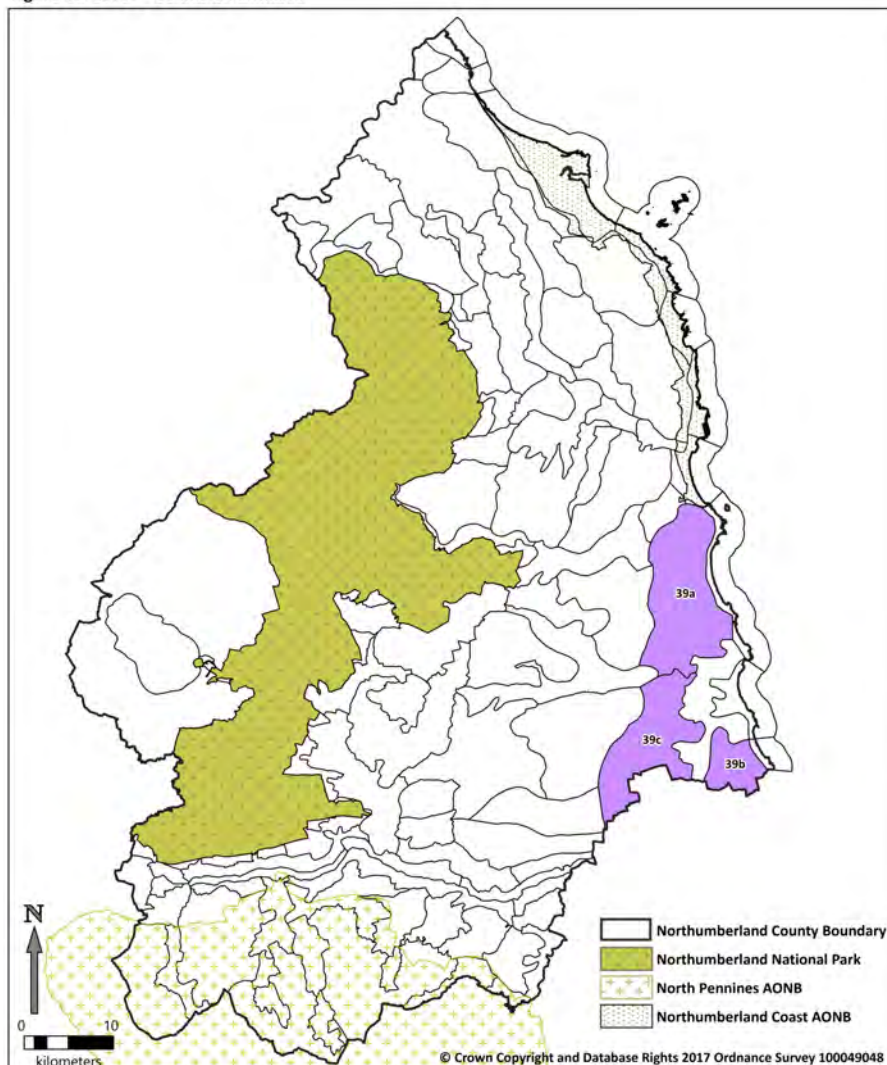 39a
39c
39b
N
0 10
kilometers
Northumberland County Boundary
Northumberland National Park
North Pennines AONB
Northumberland Coast AONB
© Crown Copyright and Database Rights 2017 Ordnance Survey 100049048